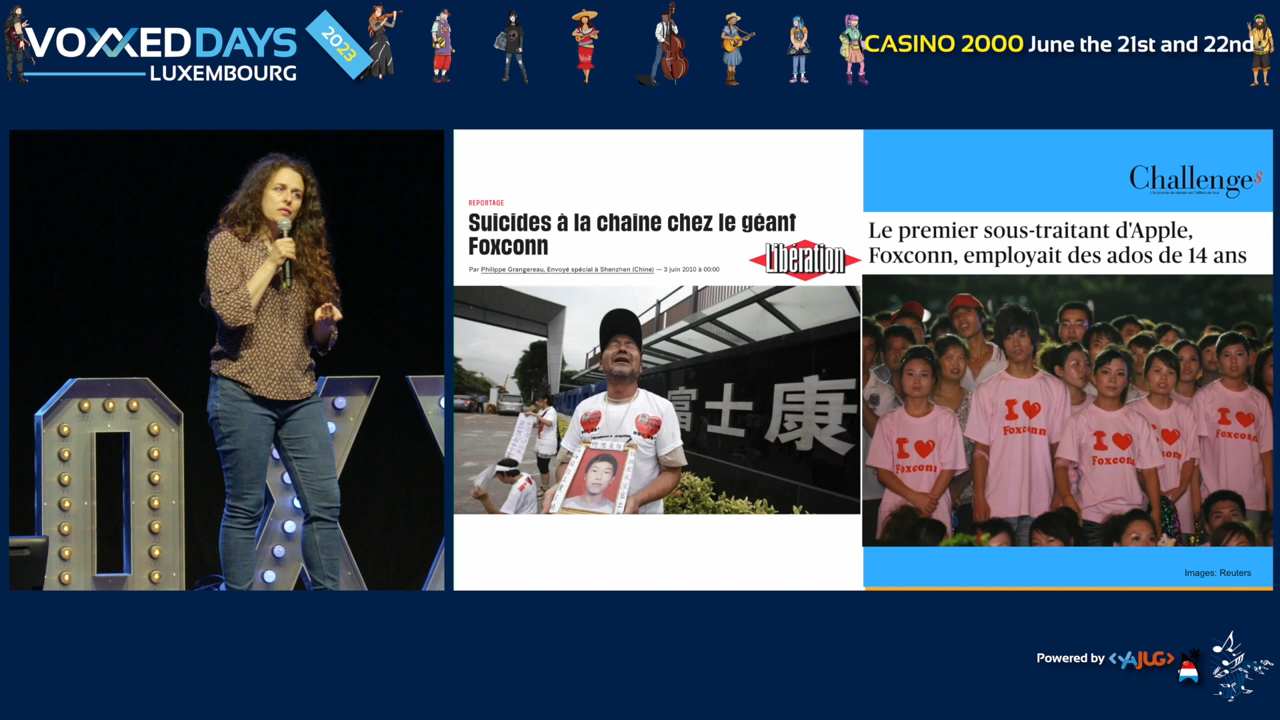 VOXXED DAYS
LUXEMBOURG
2023
CASINO 2000 June the 21st and 22nd
REPORTAGE
Suicides à la chaîne chez le géant
Foxconn
Par Philippe Grangereau, Envoyé spécial à Shenzhen (Chine) — 3 juin 2010 à 00:00
Libération
富士康
Challenges
Le premier sous-traitant d'Apple,
Foxconn, employait des ados de 14 ans
I ❤
Foxconn
I ❤
Foxconn
I ❤
Foxconn
I ❤
Foxconn
I ❤
Foxconn
Images: Reuters
OX
Powered by <YAJUG>